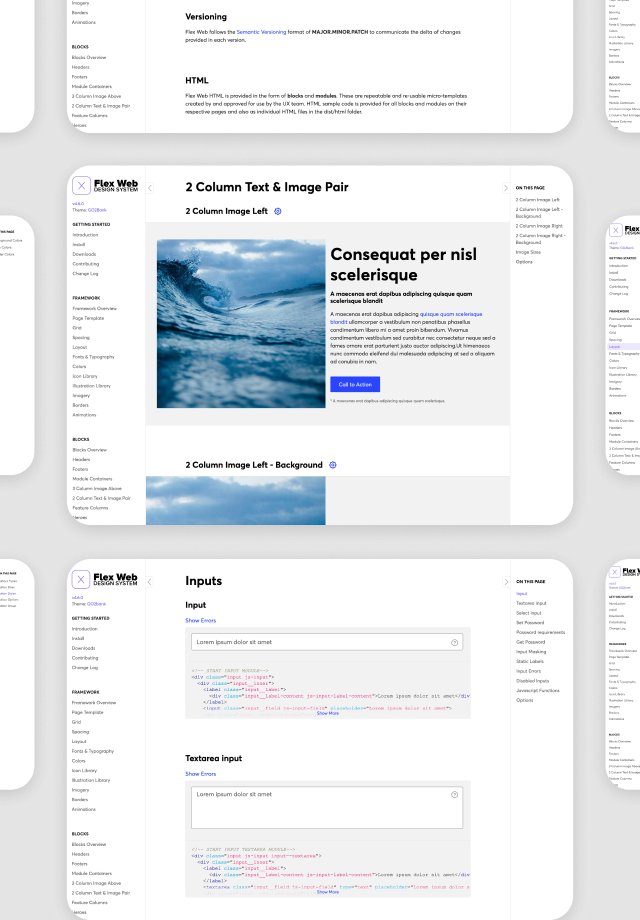 Imagery
Borders
Animations
BLOCKS
Blocks Overview
Headers
Footers
Module Containers
3 Column Image Above
2 Column Text & Image Pair
Feature Columns
Heroes
Versioning
Flex Web follows the Semantic Versioning format of MAJOR.MINOR.PATCH to communicate the delta of changes
provided in each version.
HTML
Flex Web HTML is provided in the form of blocks and modules. These are repeatable and re-usable micro-templates
created by and approved for use by the UX team. HTML sample code is provided for all blocks and modules on their
respective pages and also as individual HTML files in the dist/html folder.
Flex Web
DESIGN SYSTEM
v4.6.0
Theme: GO2Bank
GETTING STARTED
Introduction
Install
Downloads
Contributing
Change Log
FRAMEWORK
Framework Overview
Page Template
Grid
Spacing
Layout
Fonts & Typography
Colors
Icon Library
Illustration Library
Imagery
Borders
Animations
BLOCKS
Blocks Overview
Headers
Footers
Module Containers
3 Column Image Above
2 Column Text & Image Pair
Feature Columns
Heroes
2 Column Text & Image Pair
2 Column Image Left
Consequat per nisl
scelerisque
A maecenas erat dapibus adipiscing quisque quam
scelerisque blandit
A maecenas erat dapibus adipiscing quisque quam scelerisque
blandit ullamcorper a vestibulum non penatibus phasellus
condimentum libero mi a amet proin bibendum. Vivamus
condimentum vestibulum sed curabitur nec consectetur neque sed a
fames ornare erat parturient justo auctor adipiscing.Ut himenaeos
nunc commodo eleifend dui malesuada adipiscing at sed a aliquam
ad conubia in nam.
Call to Action
* A maecenas erat dapibus adipiscing quisque quam scelerisque
2 Column Image Left - Background
ON THIS PAGE
2 Column Image Left
2 Column Image Left -
Background
2 Column Image Right
2 Column Image Right -
Background
Image Sizes
Options
Flex Web
DESIGN SYSTEM
v4.6.0
Theme: GO2bank
GETTING STARTED
Introduction
Install
Downloads
Contributing
Change Log
FRAMEWORK
Framework Overview
Page Template
Grid
Spacing
Layout
Fonts & Typography
Colors
Icon Library
Illustration Library
Imagery
Borders
Animations
BLOCKS
Blocks Overview
Headers
Footers
Module Containers
3 Column Image Above
2 Column Text & Image Pair
Feature Columns
Heroes
Inputs
Input
Show Errors
Lorem ipsum dolor sit amet
<!-- START INPUT MODULE-->
<div class="input js-input">
<div class="input__inner">
<label class="input__label">
<div class="input__label-content js-input-label-content">Lorem ipsum dolor sit amet</div
</label>
<input class="input__field js-input-field" placeholder="Lorem ipsum dolor sit amet">
Show More
Textarea input
Show Errors
Lorem ipsum dolor sit amet
<!-- START INPUT TEXTAREA MODULE-->
<div class="input js-input input--textarea">
<div class="input__inner">
<label class="input__label">
<div class="input__label-content js-input-label-content">Lorem ipsum dolor sit amet</div
</label>
<textarea class="input__field js-input-field" type="text" placeholder="Lorem ipsum dolor s
Show More
ON THIS PAGE
Input
Textarea input
Select input
Set Password
Password requirements
Get Password
Input Masking
Static Labels
Input Errors
Disabled Inputs
Javascript Functions
Options